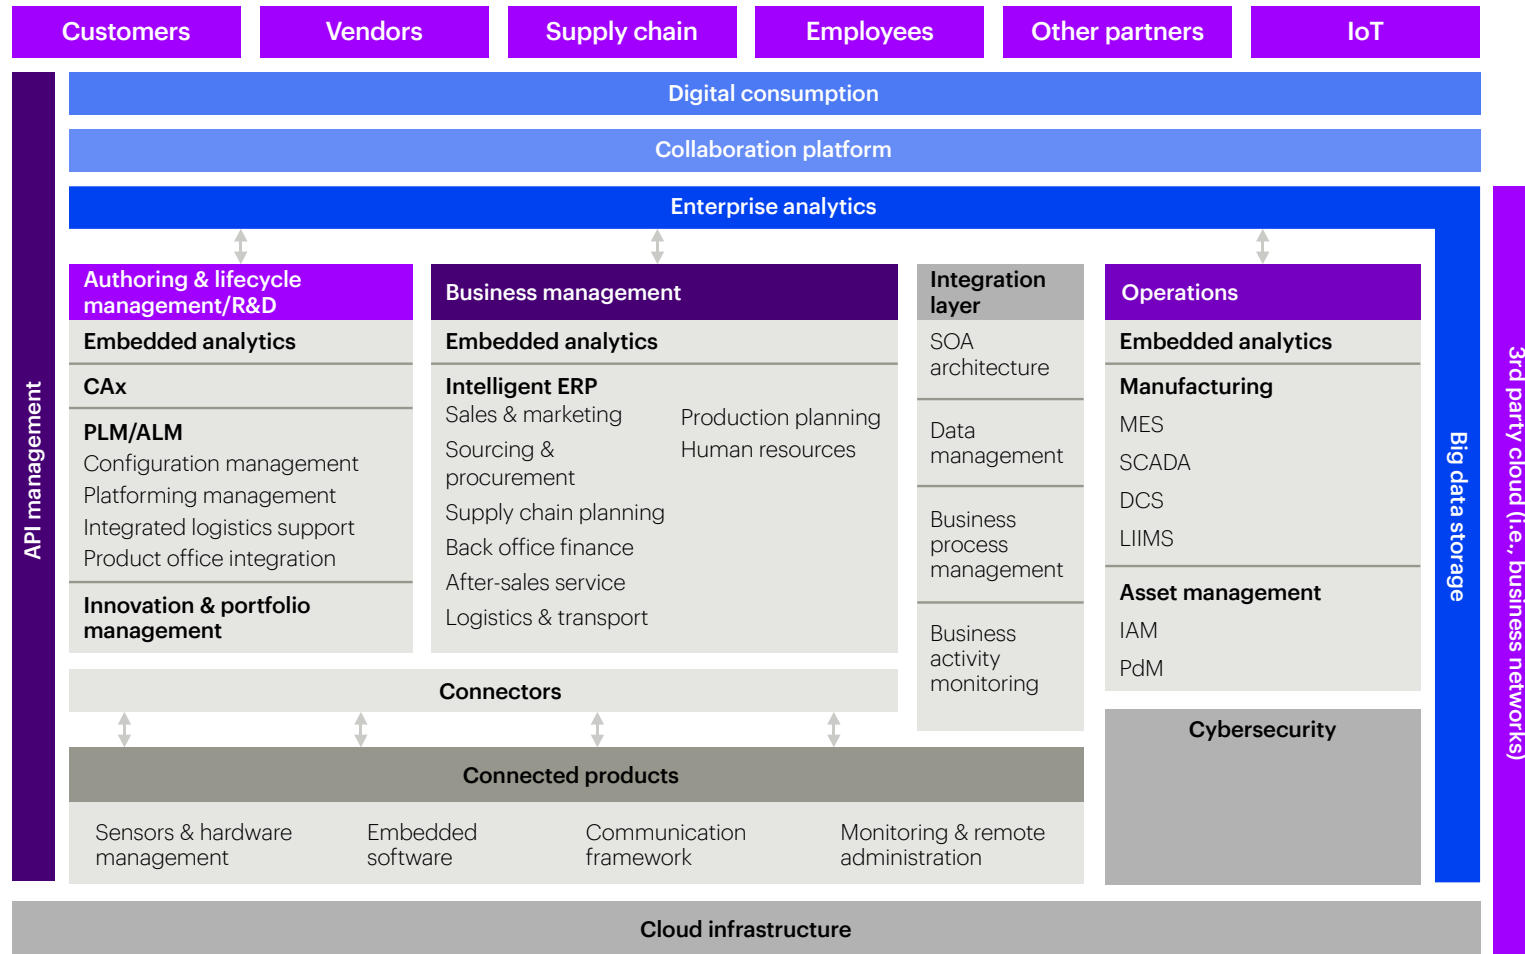 Customers
Vendors
Supply chain
Employees
Other partners
IoT
API management
Digital consumption
Collaboration platform
Enterprise analytics
Authoring & lifecycle
management/R&D
Embedded analytics
CAx
PLM/ALM
Configuration management
Platforming management
Integrated logistics support
Product office integration
Innovation & portfolio
management
Business management
Embedded analytics
Intelligent ERP
Sales & marketing
Sourcing &
procurement
Supply chain planning
Back office finance
After-sales service
Logistics & transport
Production planning
Human resources
Integration
layer
SOA
architecture
Data
management
Business
process
management
Business
activity
monitoring
Operations
Embedded analytics
Manufacturing
MES
SCADA
DCS
LIIMS
Asset management
IAM
PdM
Cybersecurity
Connectors
Connected products
Sensors & hardware
management
Embedded
software
Communication
framework
Monitoring & remote
administration
Big data storage
3rd party cloud (i.e., business networks)
Cloud infrastructure